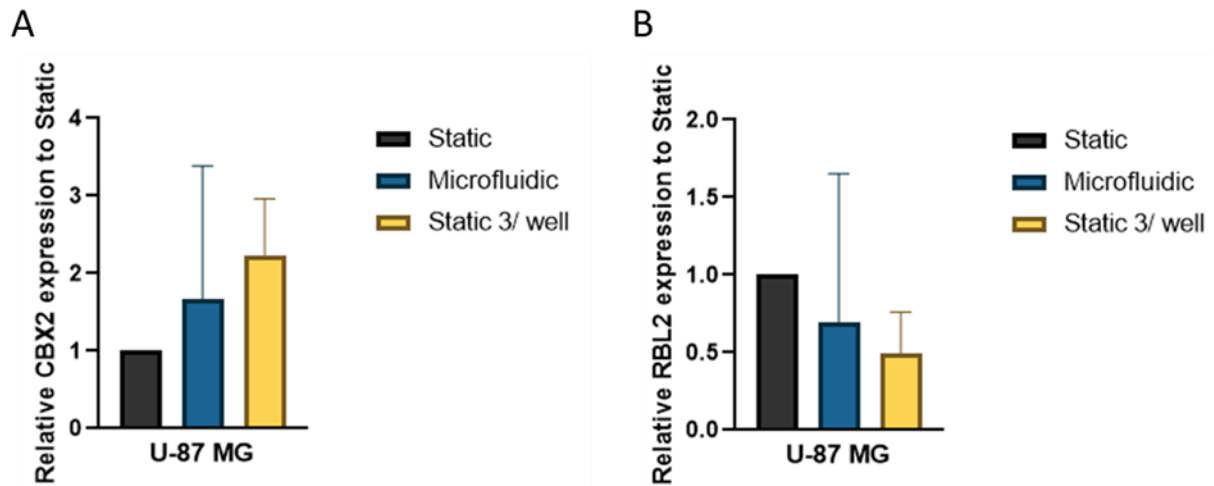 A
Relative CBX2 expression to Static
4
3
2
1
0
U-87 MG
Static
Microfluidic
Static 3/ well
B
Relative RBL2 expression to Static
2.0
1.5
1.0
0.5
0.0
U-87 MG
Static
Microfluidic
Static 3/ well